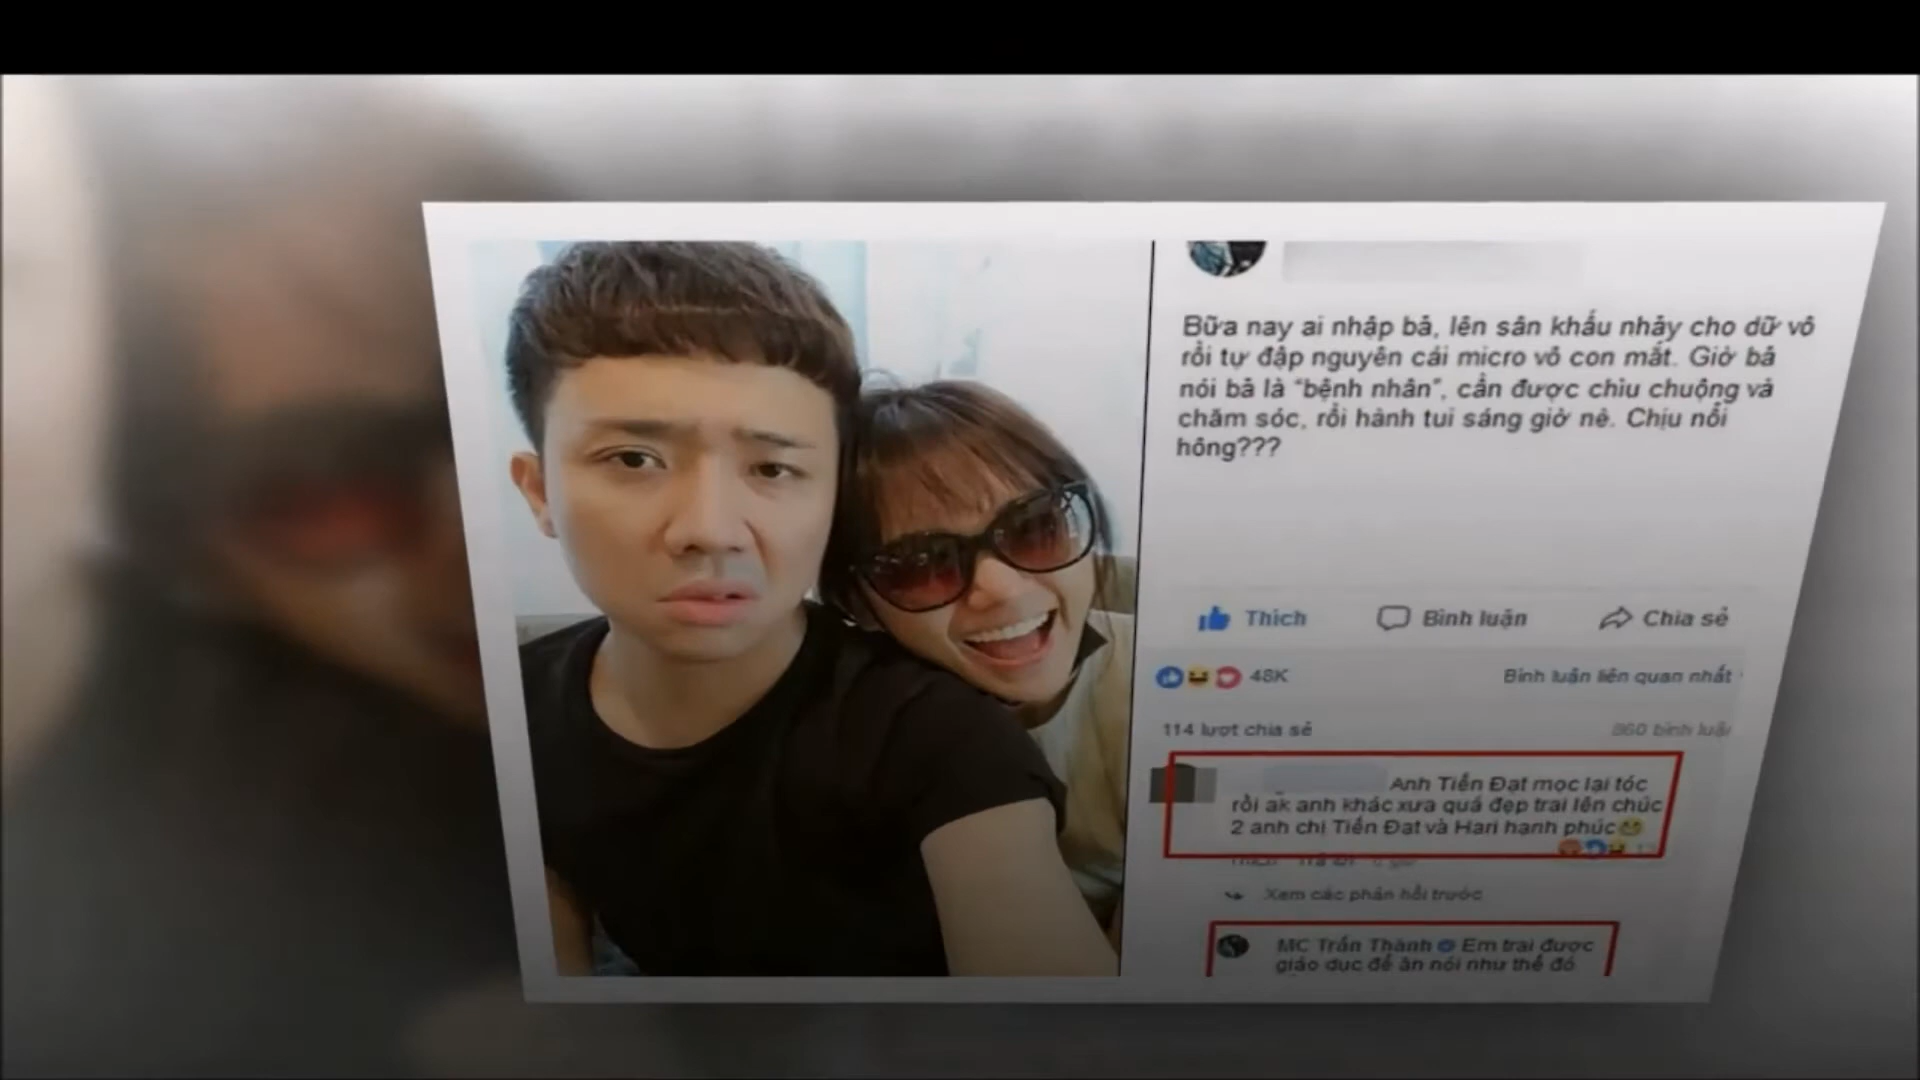 Bữa nay ai nhập bả, lên sân khấu nhảy cho dữ vô
rồi tự đập nguyên cái micro vô con mắt. Giờ bả
nói bả là "bệnh nhân", cần được chìu chuộng và
chăm sóc, rồi hành tui sáng giờ nè. Chịu nổi
hông???
Thích
Bình luận
Chia sẻ
48K
Bình luận liên quan nhất
114 lượt chia sẻ
860 bình luậ
Anh Tiến Đạt mọc lại tóc
rồi ak anh khác xưa quá đẹp trai lên chúc
2 anh chị Tiến Đạt và Hari hạnh phúc
Xem các phản hồi trước
MC Trấn Thành Em trai được
giáo dục để ăn nói như thế đó